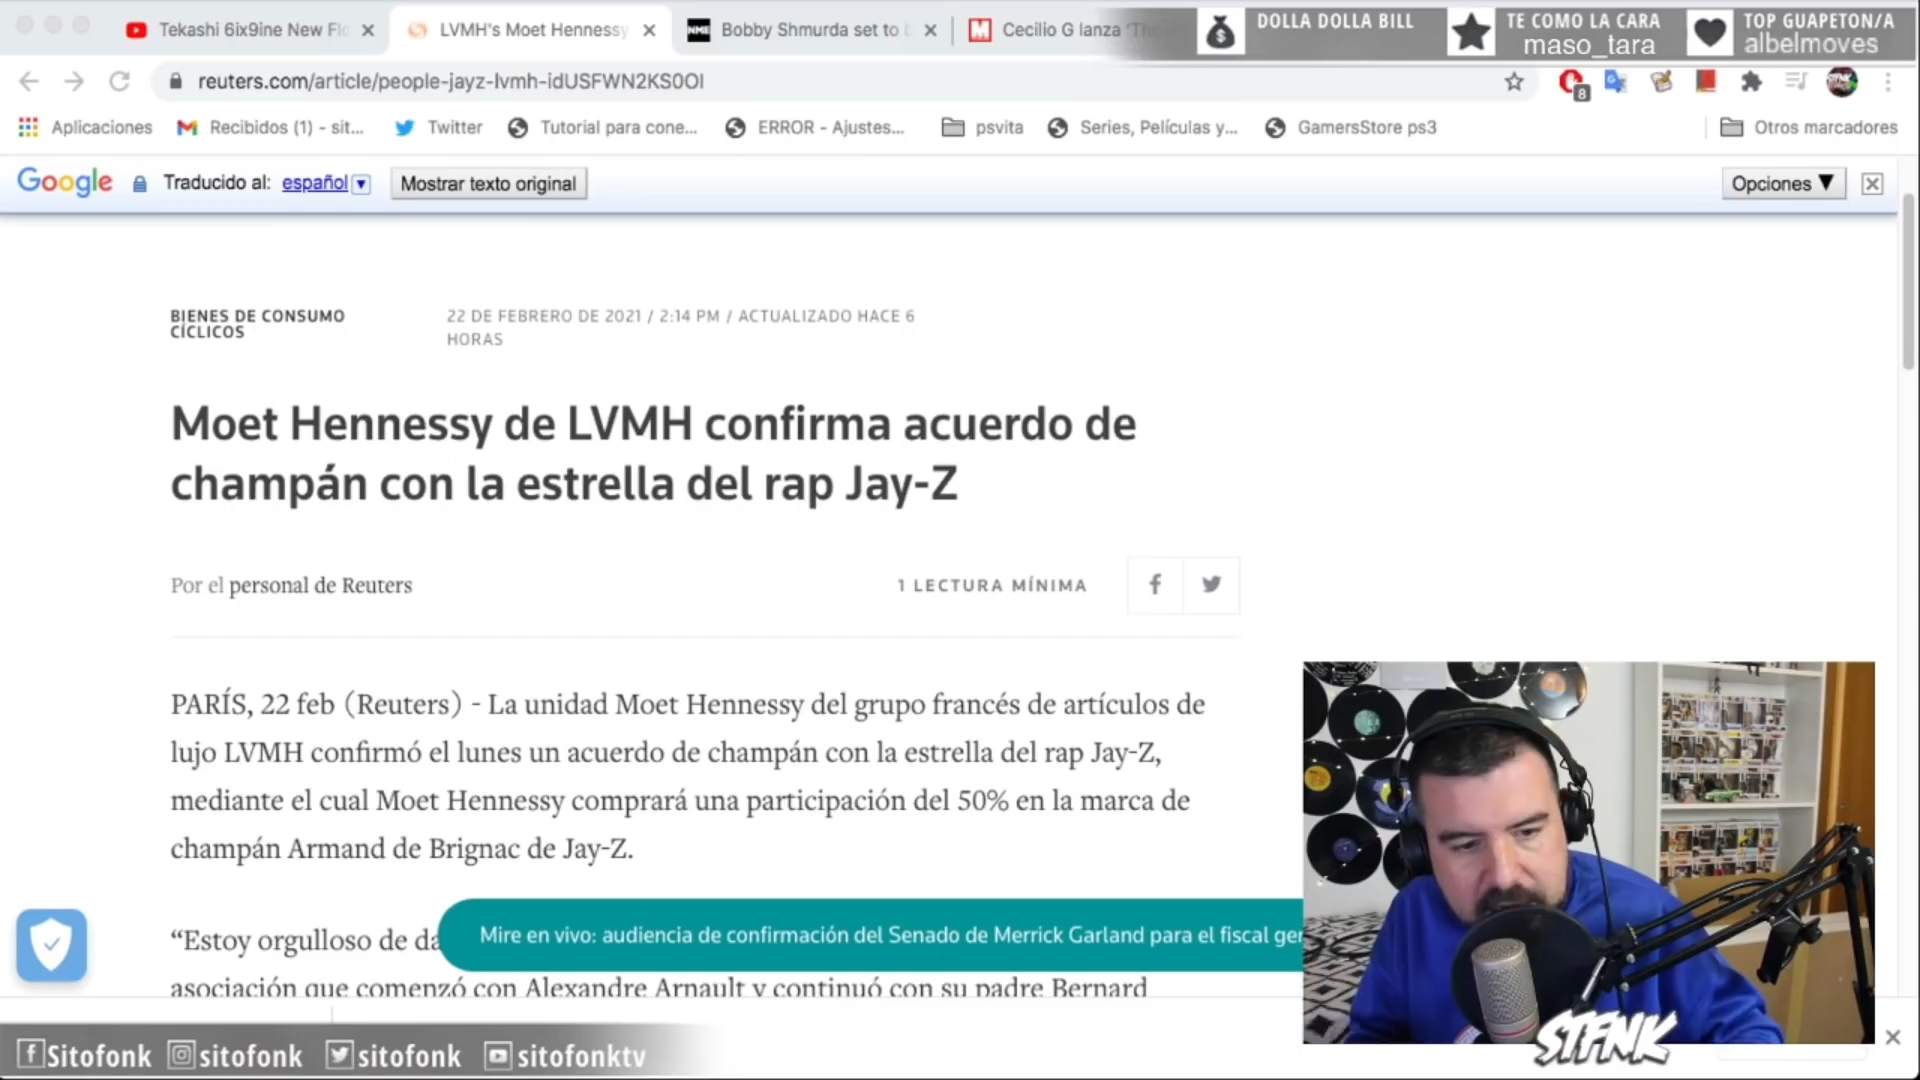 Tekashi 6ix9ine New Flo
LVMH's Moet Hennessy
NME Bobby Shmurda set to b
M Cecilio G lanza 'The
DOLLA DOLLA BILL
TE COMO LA CARA
maso_tara
TOP GUAPETON/A
albelmoves
reuters.com/article/people-jayz-lvmh-idUSFWN2KS0OI
8
Aplicaciones
Recibidos (1) - sit...
Twitter
Tutorial para cone...
ERROR - Ajustes...
psvita
Series, Películas y...
GamersStore ps3
Otros marcadores
Google Traducido al: español ▼ Mostrar texto original
Opciones ▼
BIENES DE CONSUMO
CÍCLICOS
22 DE FEBRERO DE 2021 / 2:14 PM / ACTUALIZADO HACE 6
HORAS
Moet Hennessy de LVMH confirma acuerdo de
champán con la estrella del rap Jay-Z
Por el personal de Reuters
1 LECTURA MÍNIMA
PARÍS, 22 feb (Reuters) - La unidad Moet Hennessy del grupo francés de artículos de
lujo LVMH confirmó el lunes un acuerdo de champán con la estrella del rap Jay-Z,
mediante el cual Moet Hennessy comprará una participación del 50% en la marca de
champán Armand de Brignac de Jay-Z.
“Estoy orgulloso de da
Mire en vivo: audiencia de confirmación del Senado de Merrick Garland para el fiscal gen
asociación que comenzó con Alexandre Arnault y continuó con su padre Bernard
STFNK
Sitofonk
sitofonk
sitofonk
sitofonktv